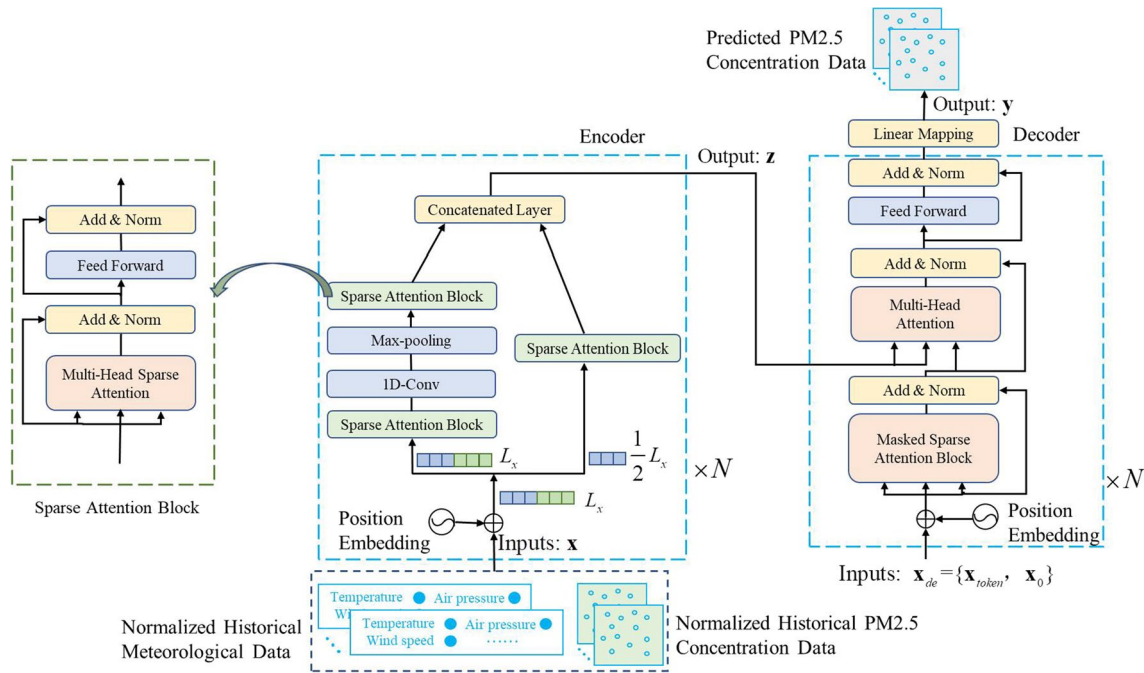 Predicted PM2.5
Concentration Data
Output: y
Linear Mapping
Decoder
Encoder
Output: z
Add & Norm
Feed Forward
Add & Norm
Multi-Head Sparse
Attention
Sparse Attention Block
Concatenated Layer
Sparse Attention Block
Max-pooling
1D-Conv
Sparse Attention Block
Sparse Attention Block
L_x
1/2 L_x
L_x
×N
Position
Embedding
Inputs: x
Add & Norm
Feed Forward
Add & Norm
Multi-Head
Attention
Add & Norm
Masked Sparse
Attention Block
×N
Position
Embedding
Inputs: x_de={x_token, x_0}
Normalized Historical
Meteorological Data
Temperature Air pressure
Temperature Air pressure
Wind speed ······
Normalized Historical PM2.5
Concentration Data